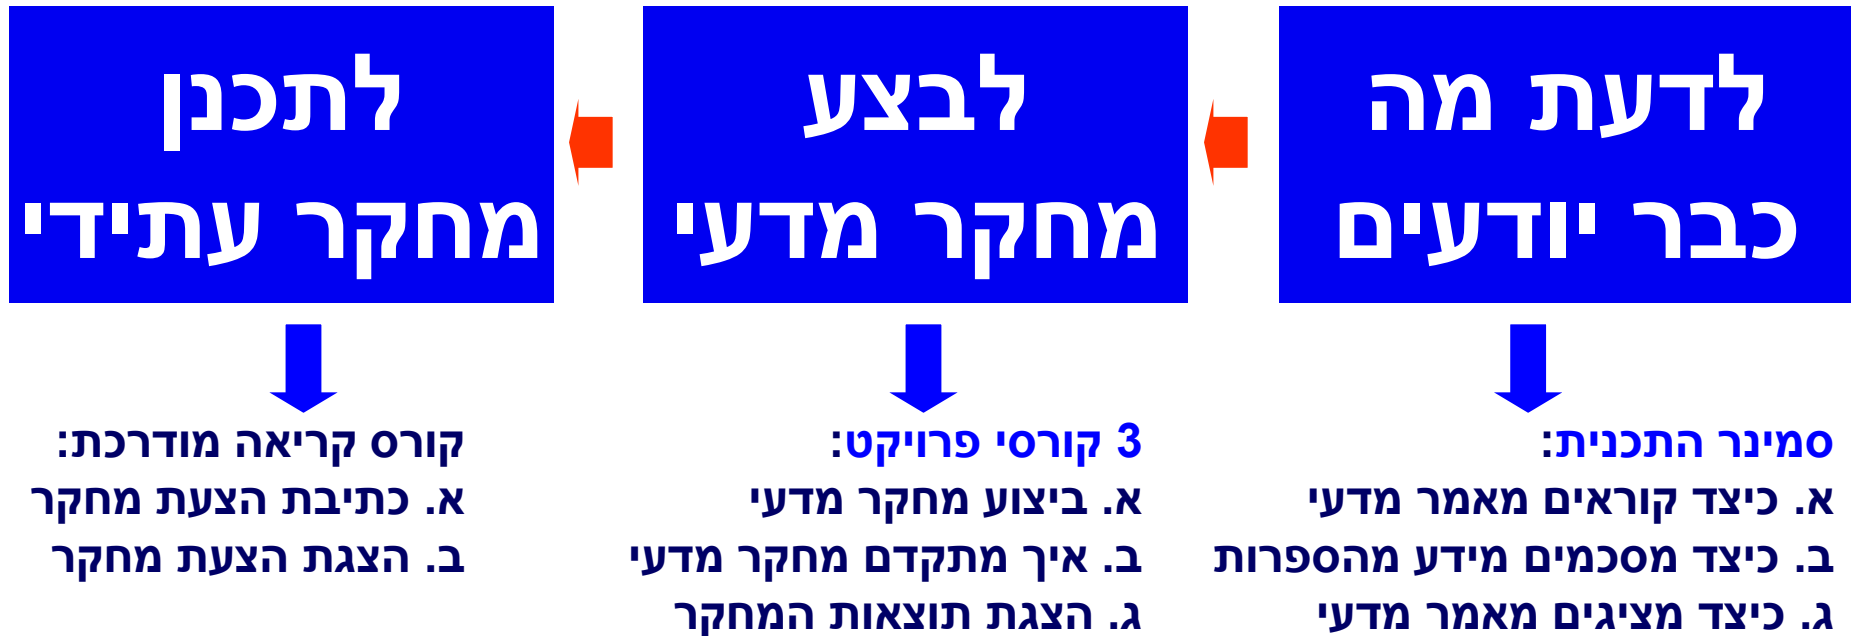 לדעת מה
כבר יודעים
לבצע
מחקר מדעי
לתכנן
מחקר עתידי
סמינר התכנית:
א. כיצד קוראים מאמר מדעי
ב. כיצד מסכמים מידע מהספרות
ג. כיצד מציגים מאמר מדעי
3 קורסי פרויקט:
א. ביצוע מחקר מדעי
ב. איך מתקדם מחקר מדעי
ג. הצגת תוצאות המחקר
קורס קריאה מודרכת:
א. כתיבת הצעת מחקר
ב. הצגת הצעת מחקר